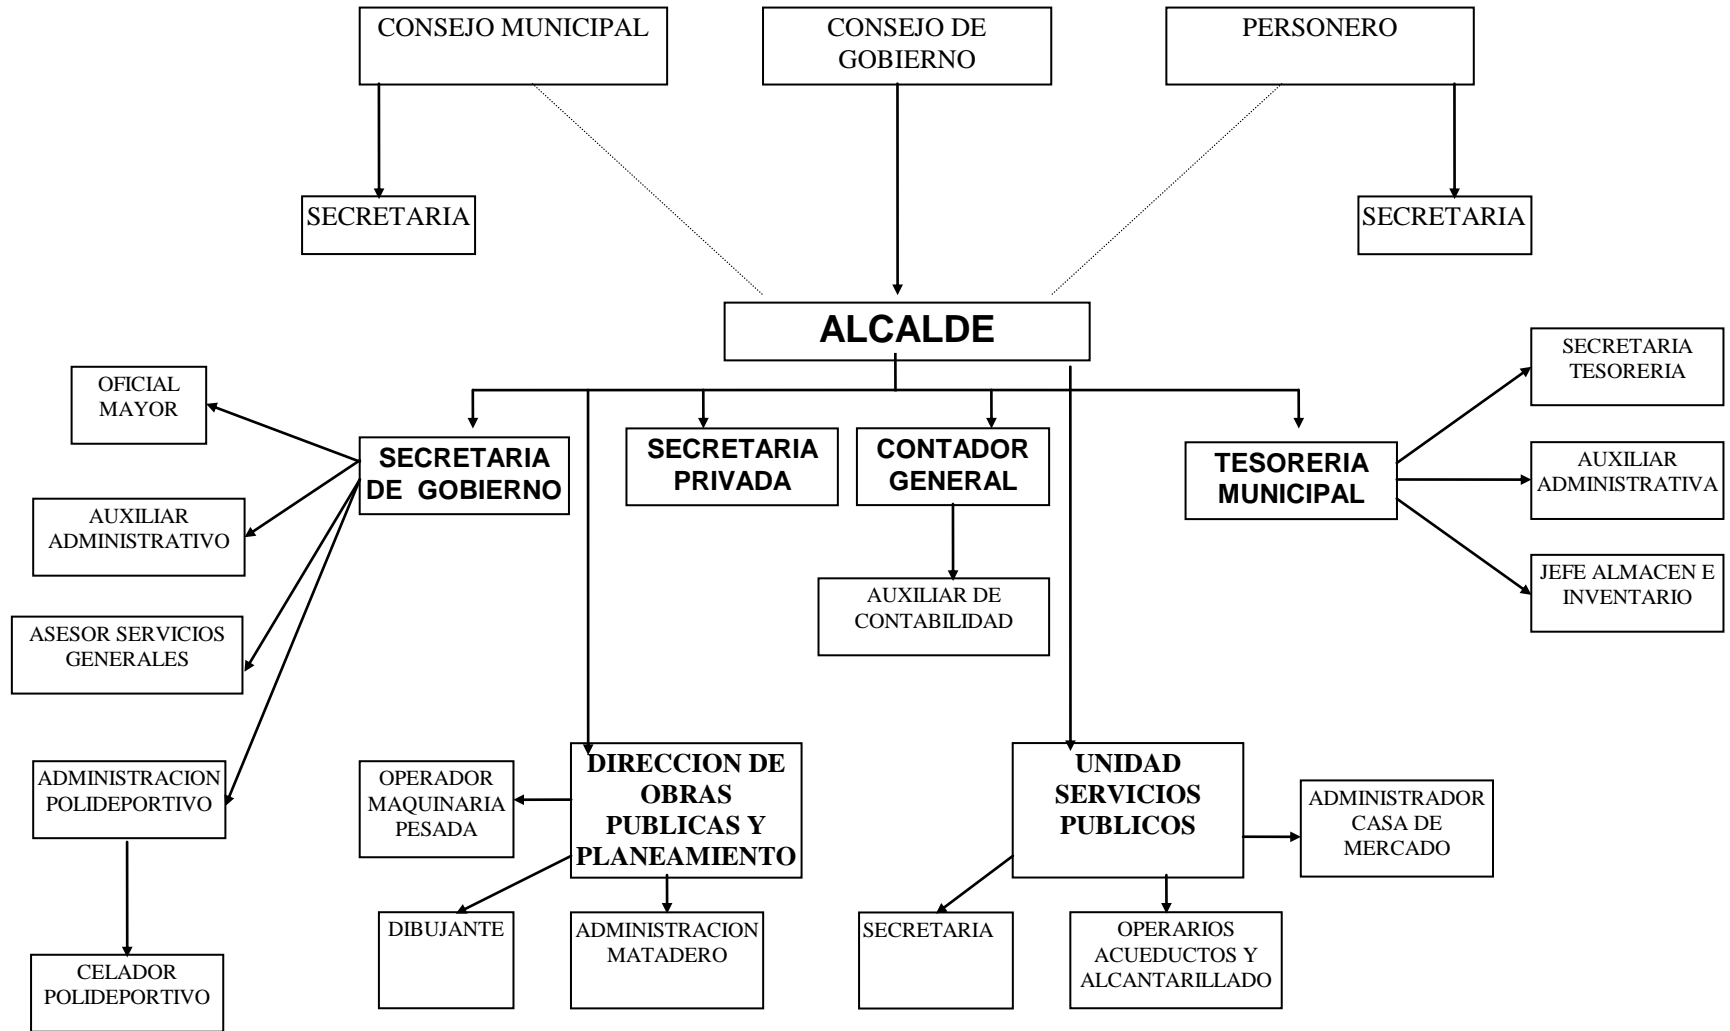 CONSEJO MUNICIPAL
CONSEJO DE
GOBIERNO
PERSONERO
SECRETARIA
SECRETARIA
ALCALDE
SECRETARIA
TESORERIA
OFICIAL
MAYOR
SECRETARIA
DE GOBIERNO
SECRETARIA
PRIVADA
CONTADOR
GENERAL
TESORERIA
MUNICIPAL
AUXILIAR
ADMINISTRATIVA
AUXILIAR
ADMINISTRATIVO
AUXILIAR DE
CONTABILIDAD
JEFE ALMACEN E
INVENTARIO
ASESOR SERVICIOS
GENERALES
ADMINISTRACION
POLIDEPORTIVO
OPERADOR
MAQUINARIA
PESADA
DIRECCION DE
OBRAS
PUBLICAS Y
PLANEAMIENTO
UNIDAD
SERVICIOS
PUBLICOS
ADMINISTRADOR
CASA DE
MERCADO
DIBUJANTE
ADMINISTRACION
MATADERO
SECRETARIA
OPERARIOS
ACUEDUCTOS Y
ALCANTARILLADO
CELADOR
POLIDEPORTIVO